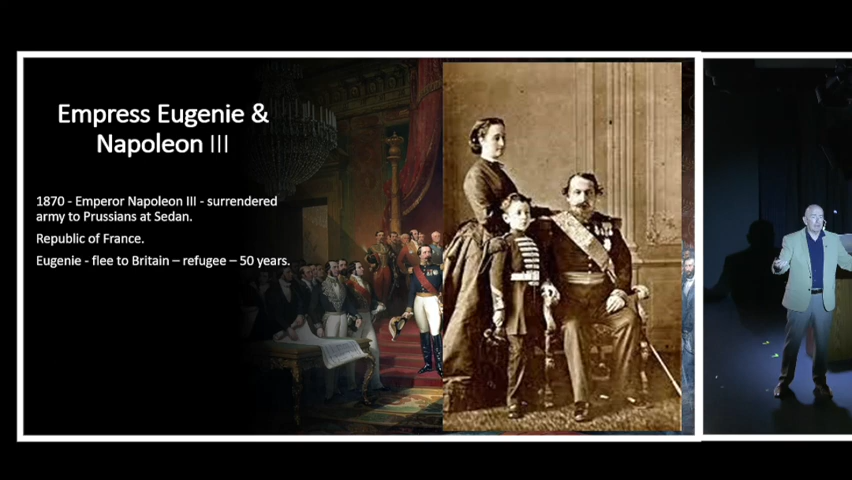 Empress Eugenie &
Napoleon III
1870 - Emperor Napoleon III - surrendered
army to Prussians at Sedan.
Republic of France.
Eugenie - flee to Britain – refugee – 50 years.